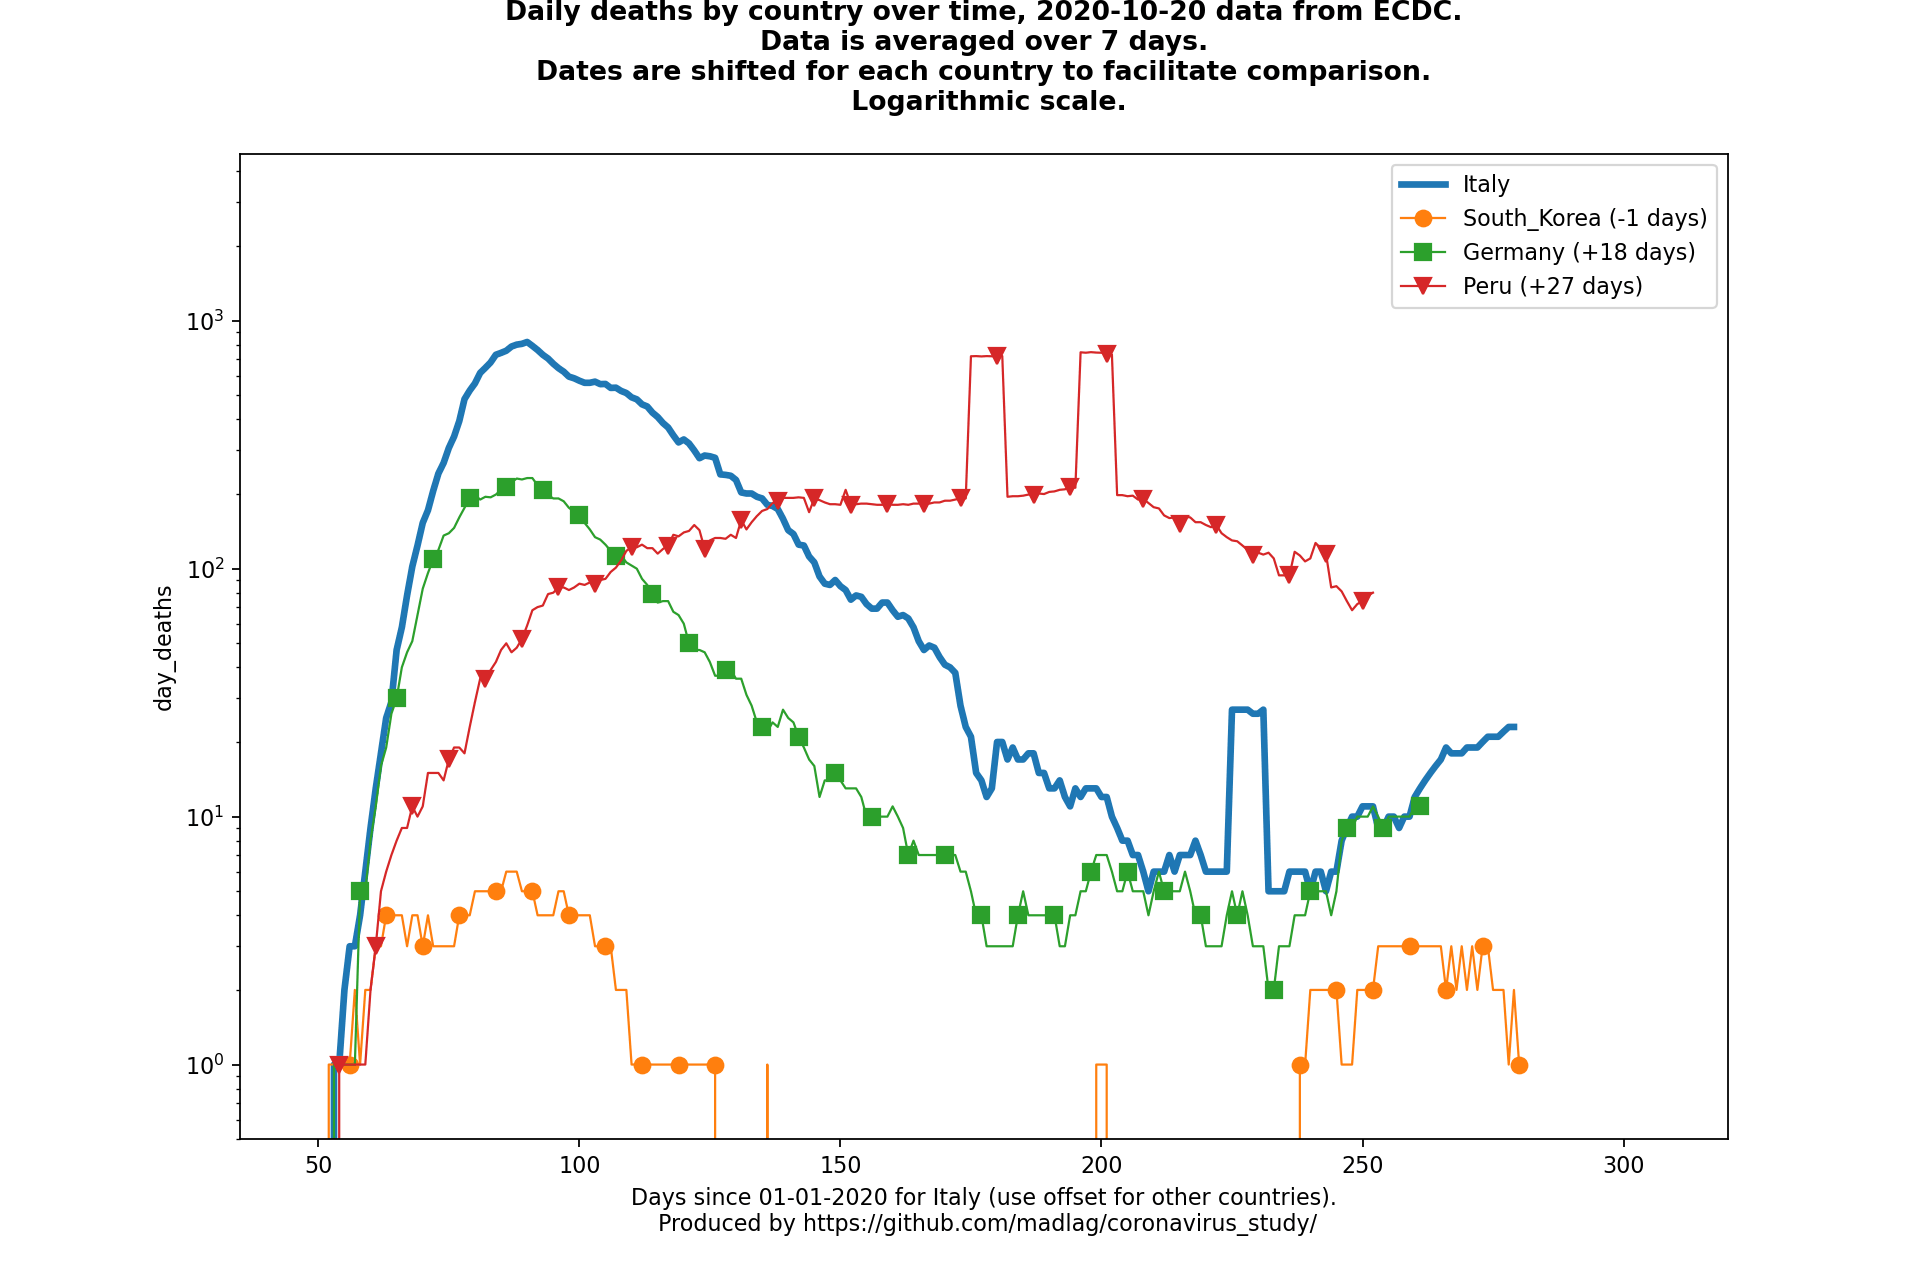 Daily deaths by country over time, 2020-10-20 data from ECDC.
Data is averaged over 7 days.
Dates are shifted for each country to facilitate comparison.
Logarithmic scale.
Italy
South_Korea (-1 days)
Germany (+18 days)
Peru (+27 days)
10³
10²
10¹
10⁰
day_deaths
50 100 150 200 250 300
Days since 01-01-2020 for Italy (use offset for other countries).
Produced by https://github.com/madlag/coronavirus_study/